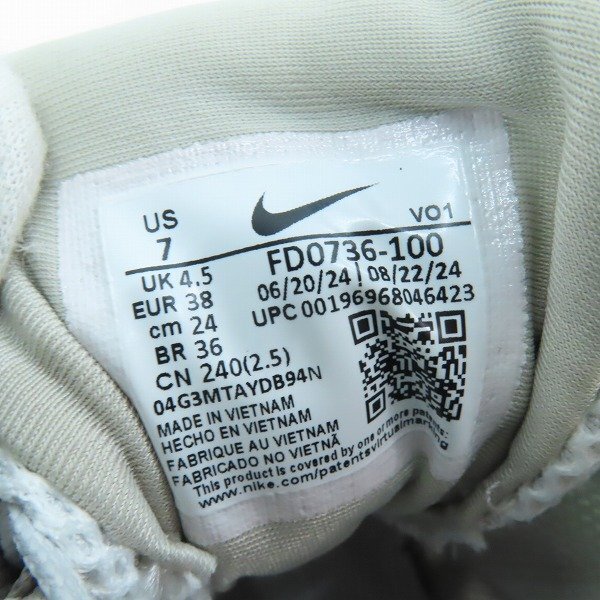 US
7
VO1
FD0736-100
UK 4.5
06/20/24 | 08/22/24
EUR 38
UPC 00196968046423
cm 24
BR 36
CN 240(2.5)
04G3MTAYDB94N
MADE IN VIETNAM
HECHO EN VIETNAM
FABRIQUE AU VIETNAM
FABRICADO NO VIETNÃ
This product is covered by one or more patents.
www.nike.com/patentsvirtualmarking